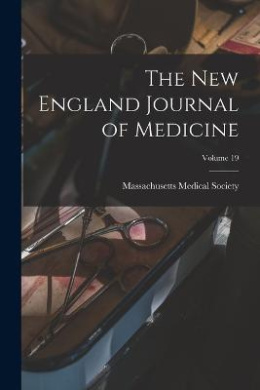 The New
England Journal
of Medicine
Volume 19
Massachusetts Medical Society